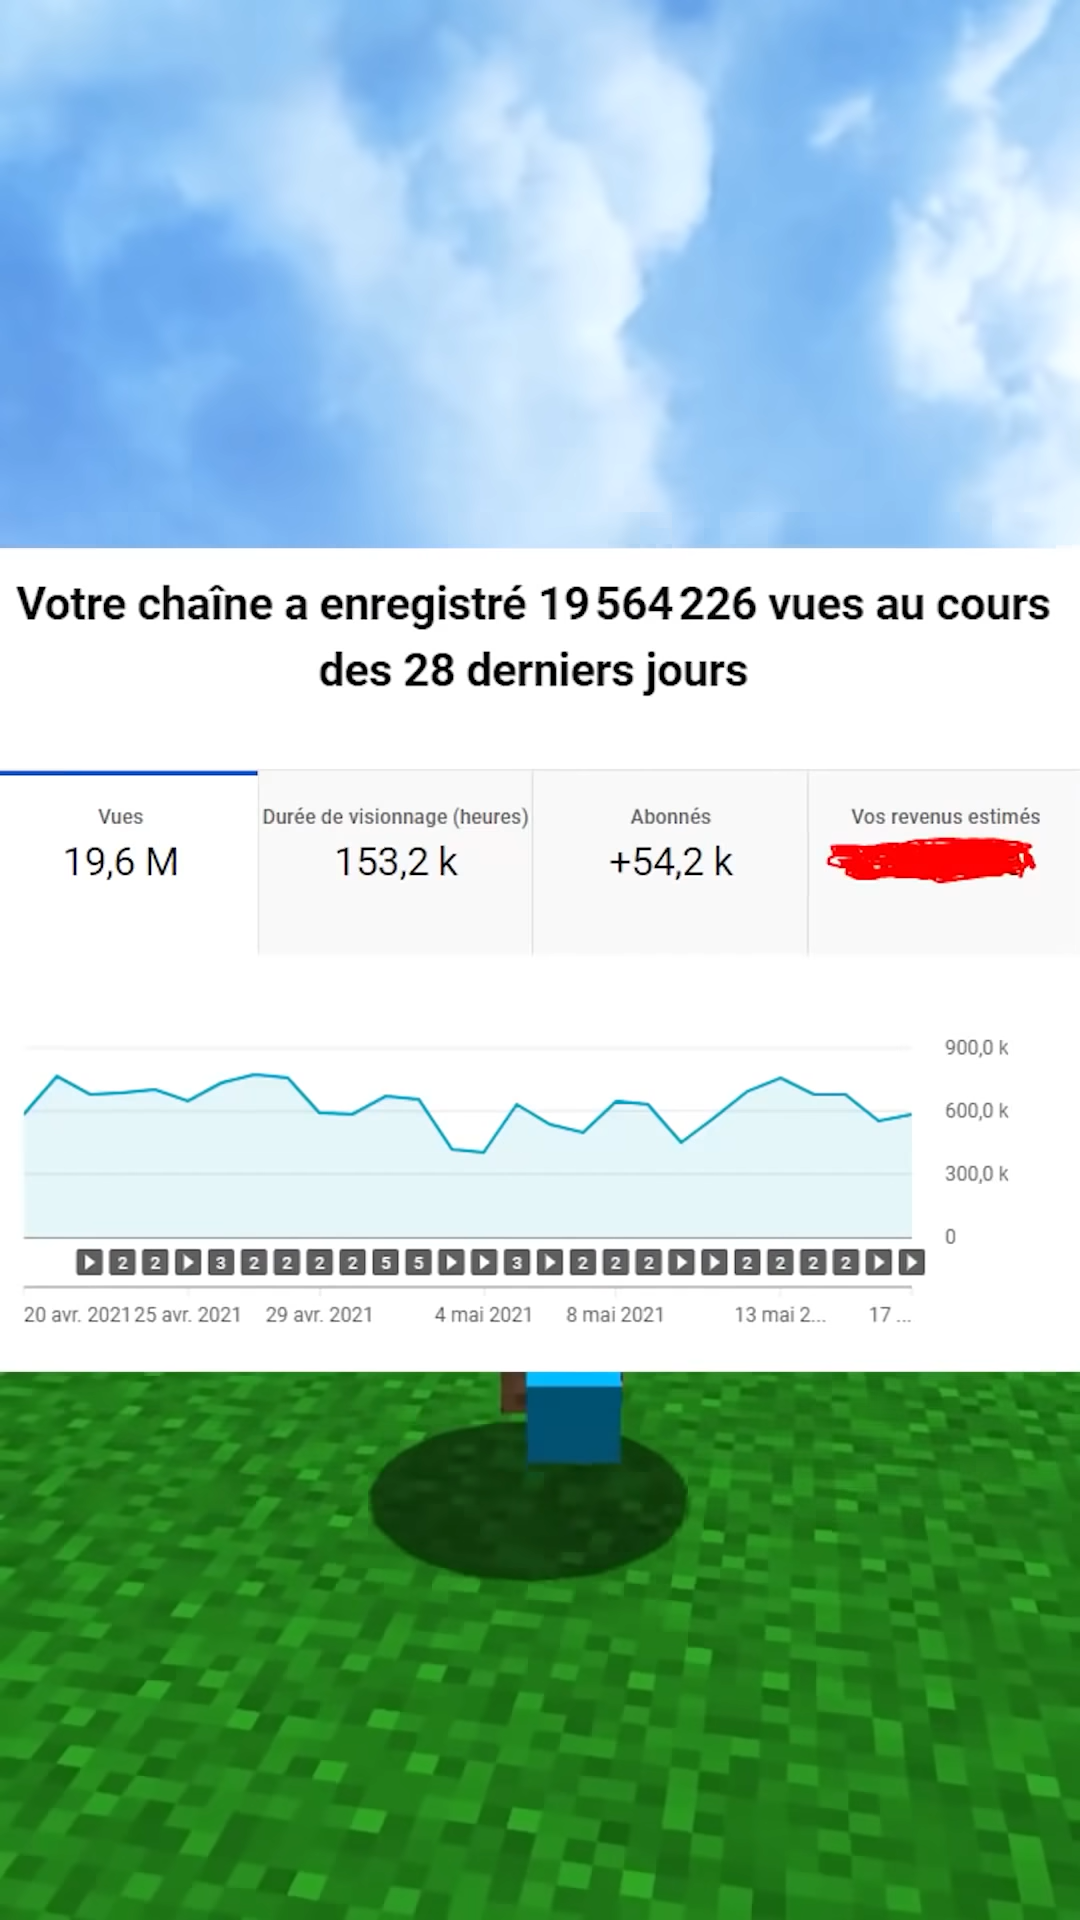 Votre chaîne a enregistré 19 564 226 vues au cours
des 28 derniers jours
Vues
19,6 M
Durée de visionnage (heures)
153,2 k
Abonnés
+54,2 k
Vos revenus estimés
900,0 k
600,0 k
300,0 k
0
2 2 3 2 2 2 2 5 5 3 2 2 2 2 2 2 2
20 avr. 2021 25 avr. 2021 29 avr. 2021 4 mai 2021 8 mai 2021 13 mai 2... 17 ...